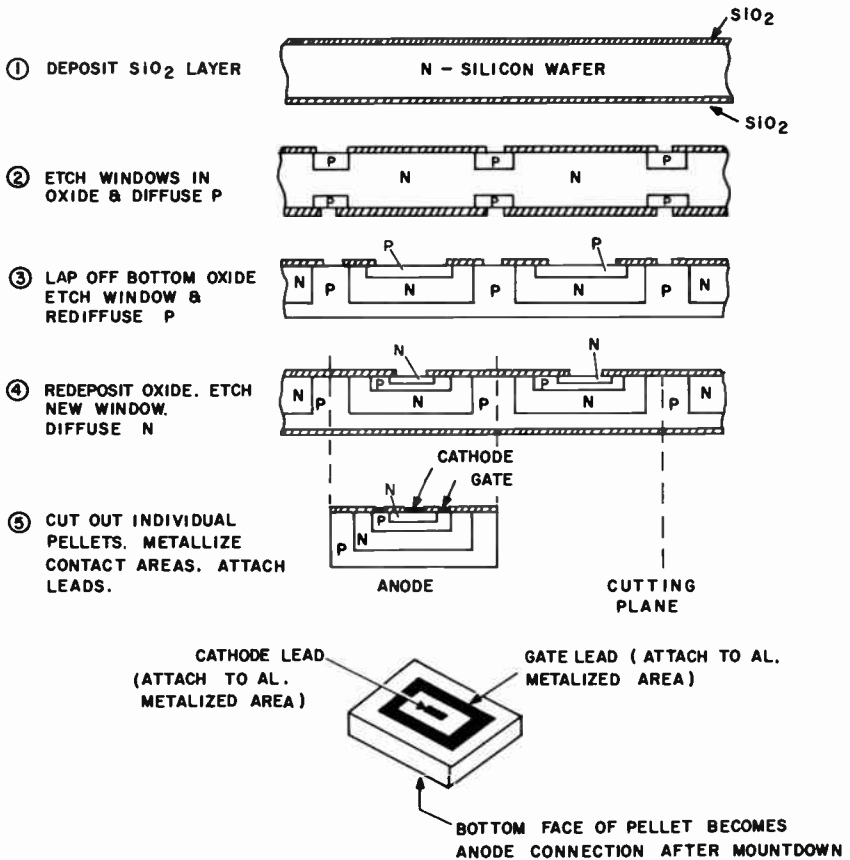 SiO2
① DEPOSIT SiO2 LAYER
N – SILICON WAFER
SiO2
P P P
② ETCH WINDOWS IN
OXIDE & DIFFUSE P
N N
P P P
P P
③ LAP OFF BOTTOM OXIDE
ETCH WINDOW &
REDIFFUSE P
N P N P N P N
N N
④ REDEPOSIT OXIDE. ETCH
NEW WINDOW.
DIFFUSE N
P P
N P N P N P N
CATHODE
GATE
⑤ CUT OUT INDIVIDUAL
PELLETS. METALLIZE
CONTACT AREAS. ATTACH
LEADS.
N
P
N
P
ANODE
CUTTING
PLANE
CATHODE LEAD
(ATTACH TO AL.
METALIZED AREA)
GATE LEAD (ATTACH TO AL.
METALIZED AREA)
BOTTOM FACE OF PELLET BECOMES
ANODE CONNECTION AFTER MOUNTDOWN